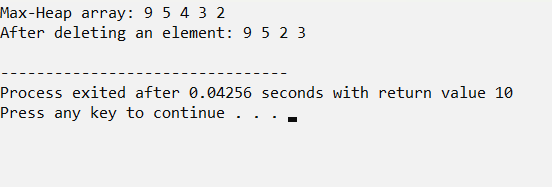 Max-Heap array: 9 5 4 3 2
After deleting an element: 9 5 2 3
--------------------------------
Process exited after 0.04256 seconds with return value 10
Press any key to continue . . .